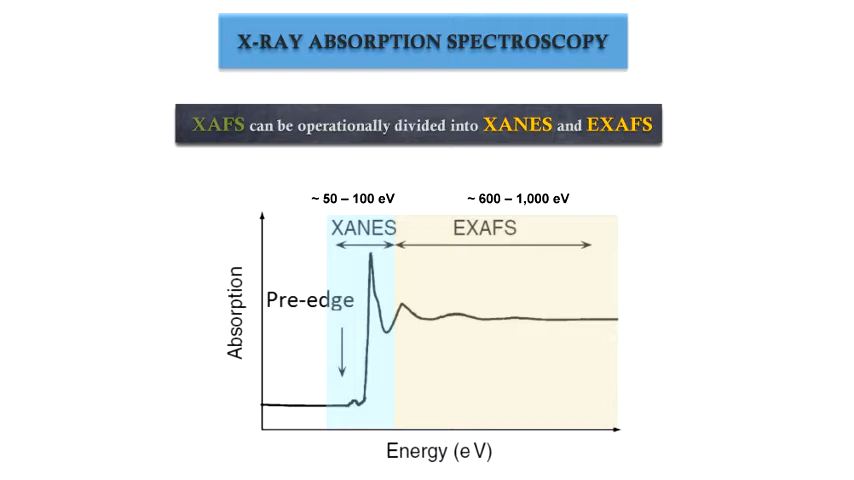 X-RAY ABSORPTION SPECTROSCOPY
XAFS can be operationally divided into XANES and EXAFS
~ 50 – 100 eV
~ 600 – 1,000 eV
XANES
EXAFS
Pre-edge
Absorption
Energy (eV)